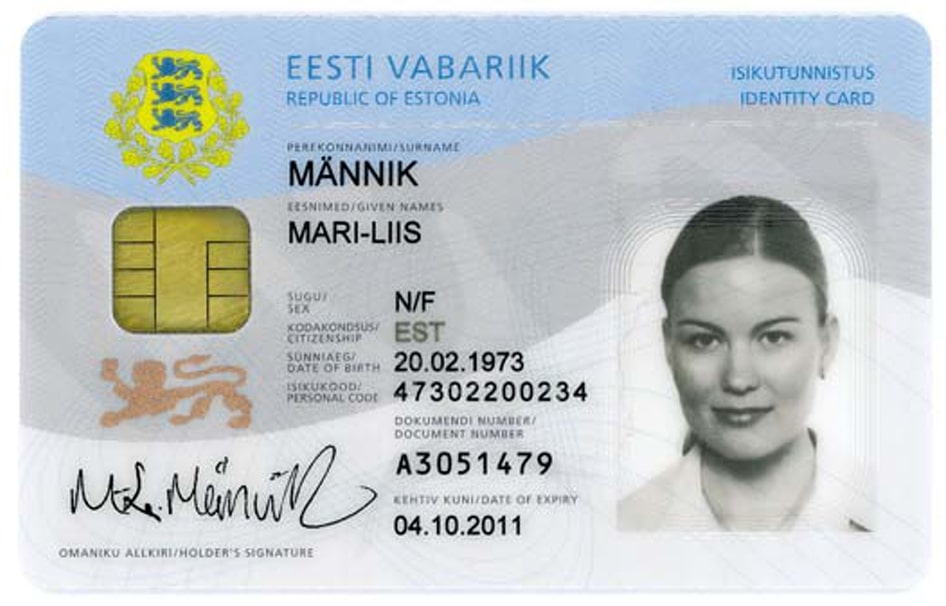 EESTI VABARIIK
REPUBLIC OF ESTONIA
ISIKUTUNNISTUS
IDENTITY CARD
PEREKONNANIMI/SURNAME
MÄNNIK
EESNIMED/GIVEN NAMES
MARI-LIIS
SUGU/
SEX
N/F
KODAKONDSUS/
CITIZENSHIP
EST
SÜNNIAEG/
DATE OF BIRTH
20.02.1973
ISIKUKOOD/
PERSONAL CODE
47302200234
DOKUMENDI NUMBER/
DOCUMENT NUMBER
A3051479
KEHTIV KUNI/DATE OF EXPIRY
04.10.2011
M-L. Männik
OMANIKU ALLKIRI/HOLDER'S SIGNATURE